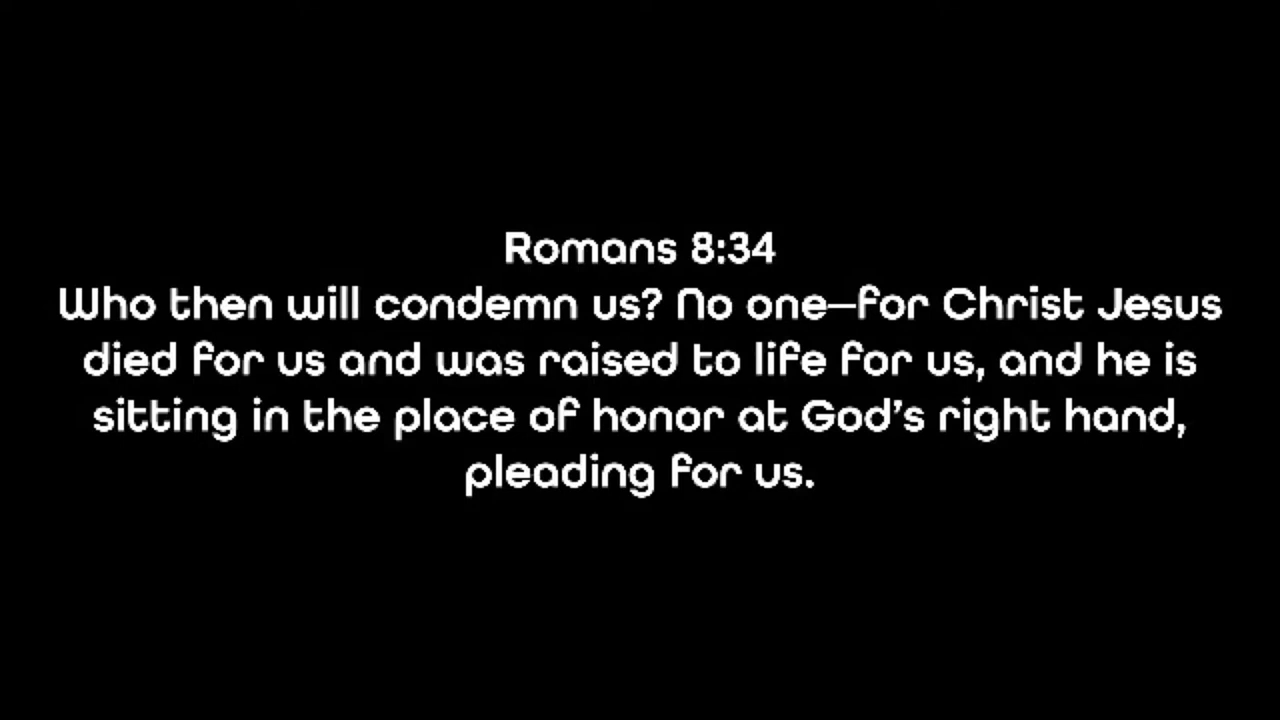 Romans 8:34
Who then will condemn us? No one—for Christ Jesus
died for us and was raised to life for us, and he is
sitting in the place of honor at God’s right hand,
pleading for us.